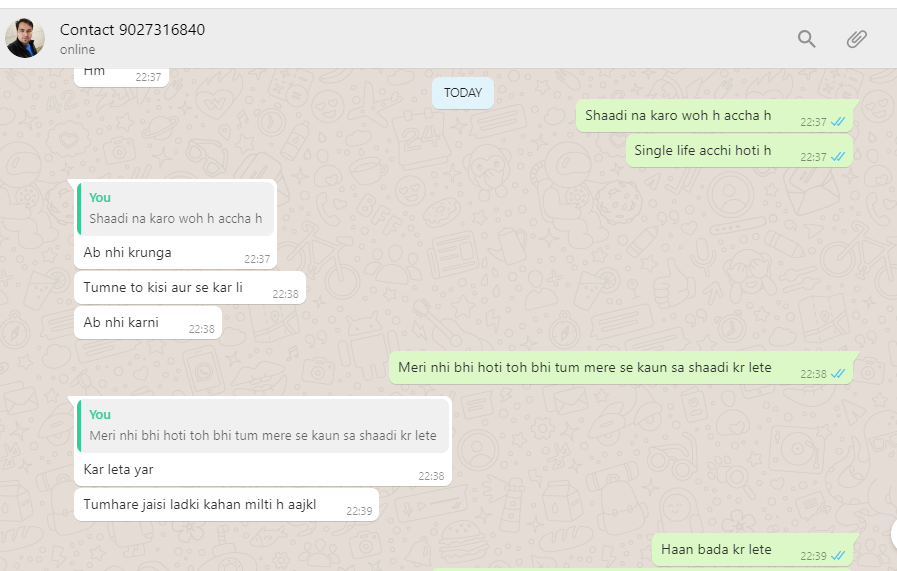 Contact 9027316840
online
Hm 22:37
TODAY
Shaadi na karo woh h accha h 22:37
Single life acchi hoti h 22:37
You
Shaadi na karo woh h accha h
Ab nhi krunga 22:37
Tumne to kisi aur se kar li 22:38
Ab nhi karni 22:38
Meri nhi bhi hoti toh bhi tum mere se kaun sa shaadi kr lete 22:38
You
Meri nhi bhi hoti toh bhi tum mere se kaun sa shaadi kr lete
Kar leta yar 22:38
Tumhare jaisi ladki kahan milti h aajkl 22:39
Haan bada kr lete 22:39